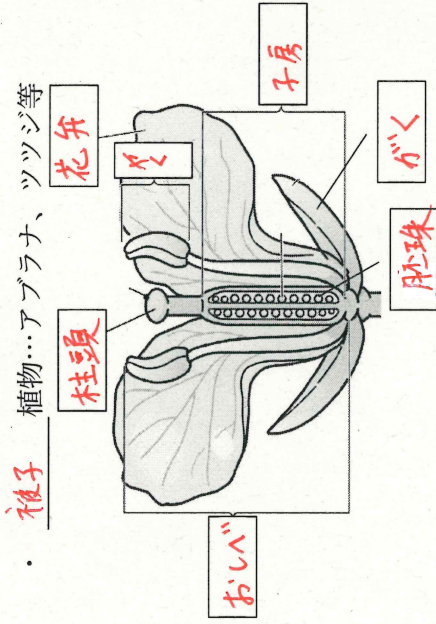 ・ 被子 植物…アブラナ、ツツジ等
花弁
やく
柱頭
子房
がく
胚珠
おしべ